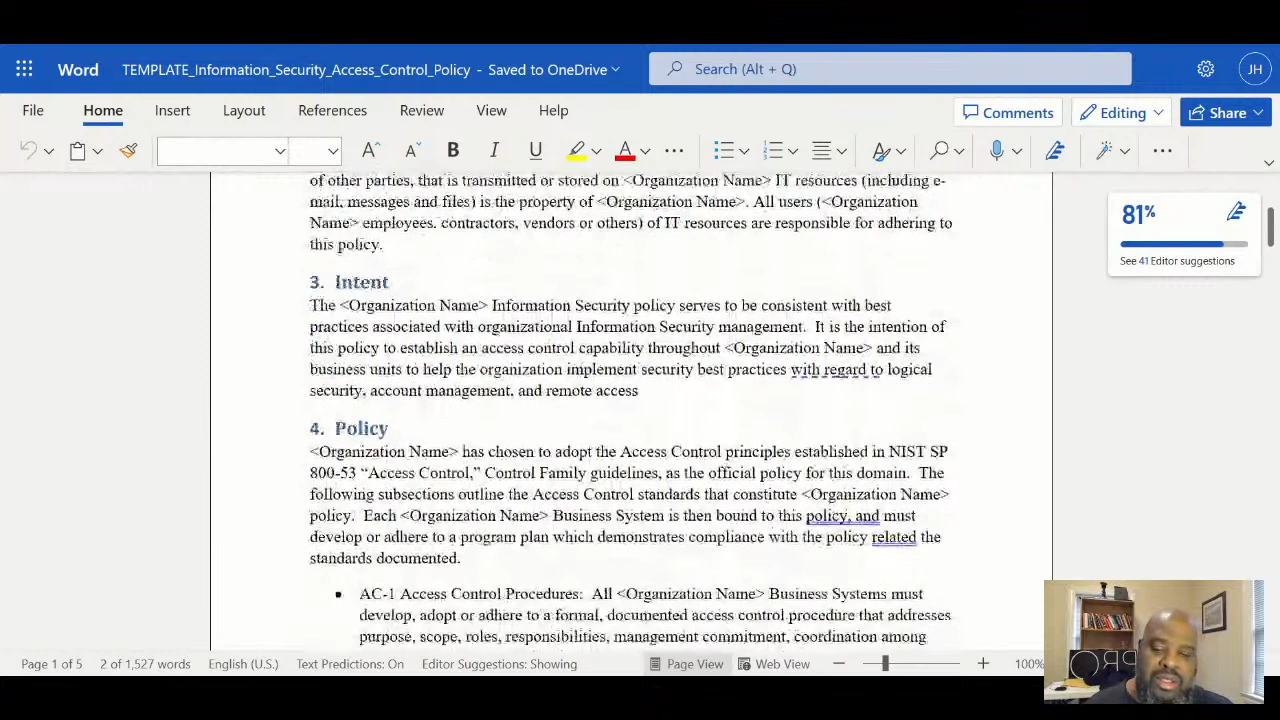 Word TEMPLATE_Information_Security_Access_Control_Policy - Saved to OneDrive Search (Alt + Q) JH
File Home Insert Layout References Review View Help Comments Editing Share
B I U A
of other parties, that is transmitted or stored on <Organization Name> IT resources (including e-
mail, messages and files) is the property of <Organization Name>. All users (<Organization
Name> employees. contractors, vendors or others) of IT resources are responsible for adhering to
this policy.
81%
See 41 Editor suggestions
3. Intent
The <Organization Name> Information Security policy serves to be consistent with best
practices associated with organizational Information Security management. It is the intention of
this policy to establish an access control capability throughout <Organization Name> and its
business units to help the organization implement security best practices with regard to logical
security, account management, and remote access
4. Policy
<Organization Name> has chosen to adopt the Access Control principles established in NIST SP
800-53 “Access Control,” Control Family guidelines, as the official policy for this domain. The
following subsections outline the Access Control standards that constitute <Organization Name>
policy. Each <Organization Name> Business System is then bound to this policy, and must
develop or adhere to a program plan which demonstrates compliance with the policy related the
standards documented.
• AC-1 Access Control Procedures: All <Organization Name> Business Systems must
develop, adopt or adhere to a formal, documented access control procedure that addresses
purpose, scope, roles, responsibilities, management commitment, coordination among
Page 1 of 5 2 of 1,527 words English (U.S.) Text Predictions: On Editor Suggestions: Showing Page View Web View 100%